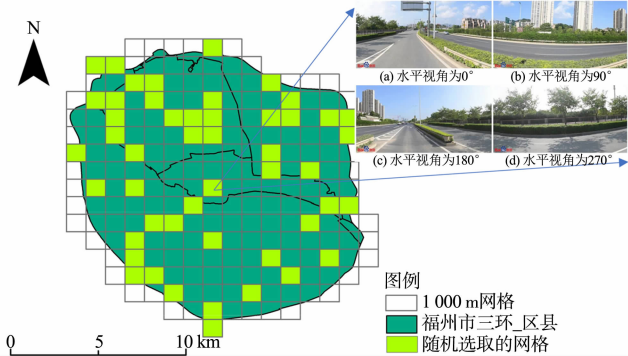 N
(a) 水平视角为0°
(b) 水平视角为90°
(c) 水平视角为180°
(d) 水平视角为270°
图例
1 000 m网格
福州市三环_区县
随机选取的网格
0 5 10 km